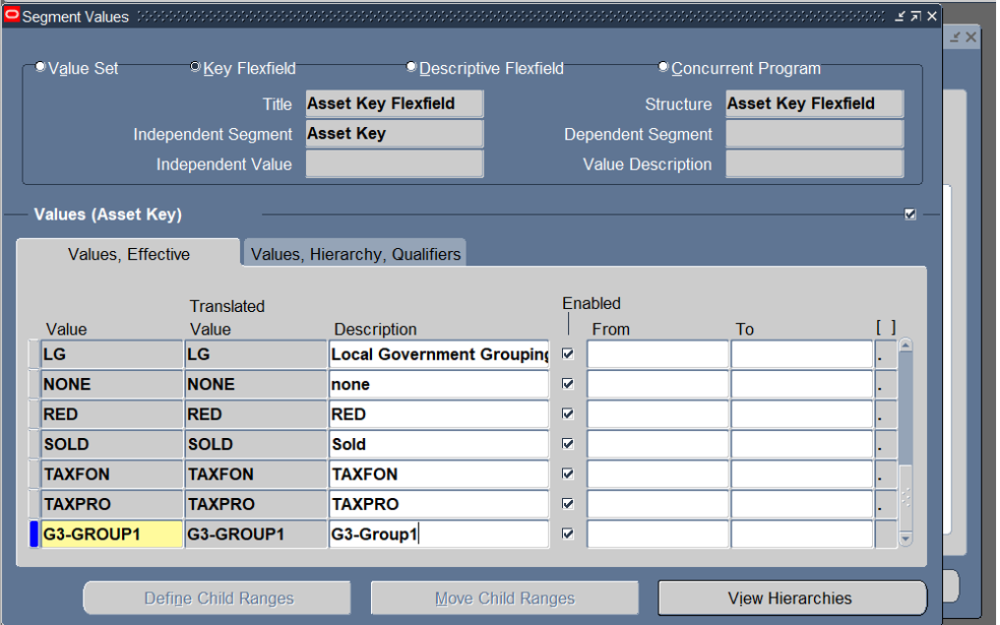 Segment Values
Value Set Key Flexfield Descriptive Flexfield Concurrent Program
Title Asset Key Flexfield Structure Asset Key Flexfield
Independent Segment Asset Key Dependent Segment
Independent Value Value Description
Values (Asset Key)
Values, Effective Values, Hierarchy, Qualifiers
Translated Enabled
Value Value Description From To [ ]
LG LG Local Government Grouping .
NONE NONE none .
RED RED RED .
SOLD SOLD Sold .
TAXFON TAXFON TAXFON .
TAXPRO TAXPRO TAXPRO .
G3-GROUP1 G3-GROUP1 G3-Group1
Define Child Ranges Move Child Ranges View Hierarchies